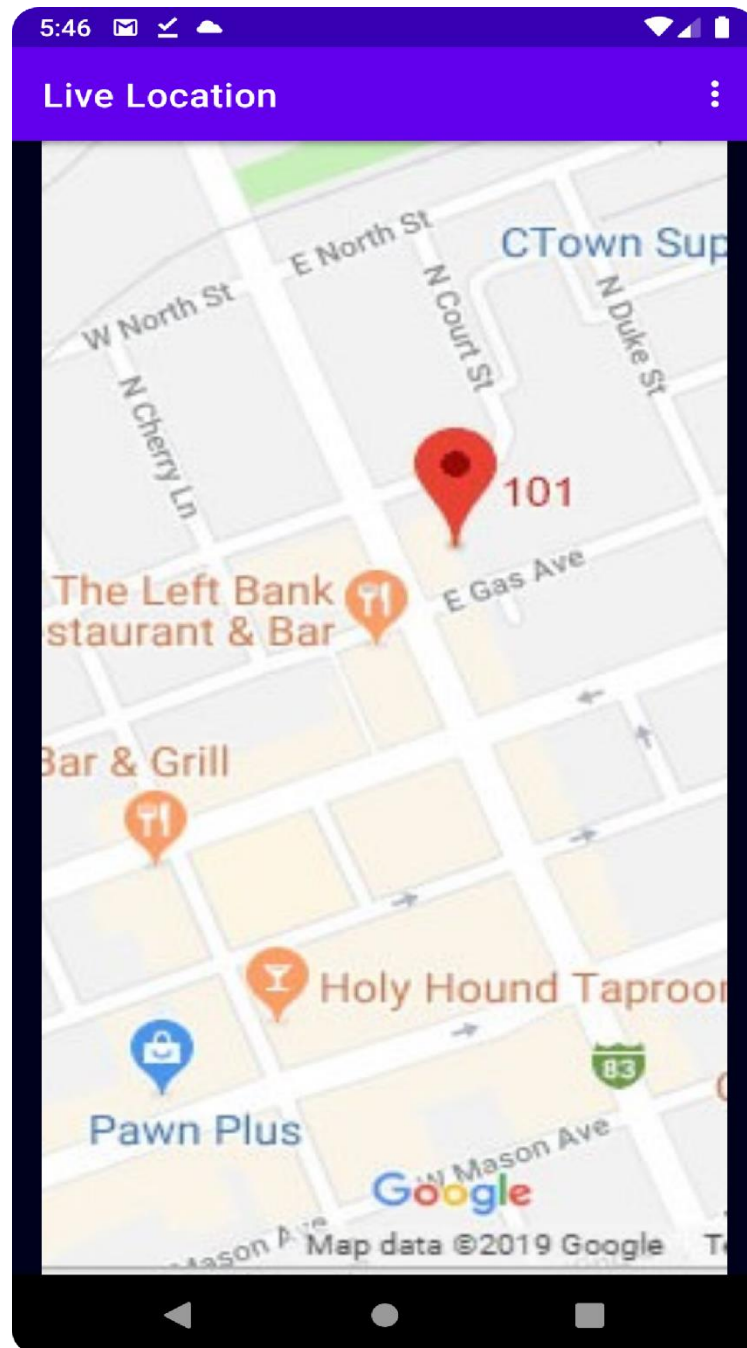 5:46
Live Location
E North St
CTown Sup
W North St
N Court St
N Duke St
N Cherry Ln
101
The Left Bank
staurant & Bar
E Gas Ave
Bar & Grill
Holy Hound Taproo
83
Pawn Plus
W Mason Ave
Google
Mason A
Map data ©2019 Google